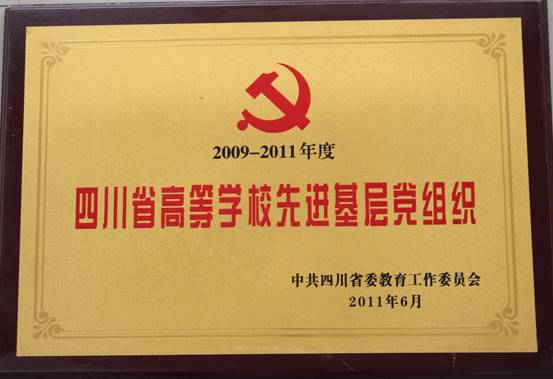 2009-2011年度
四川省高等学校先进基层党组织
中共四川省委教育工作委员会
2011年6月